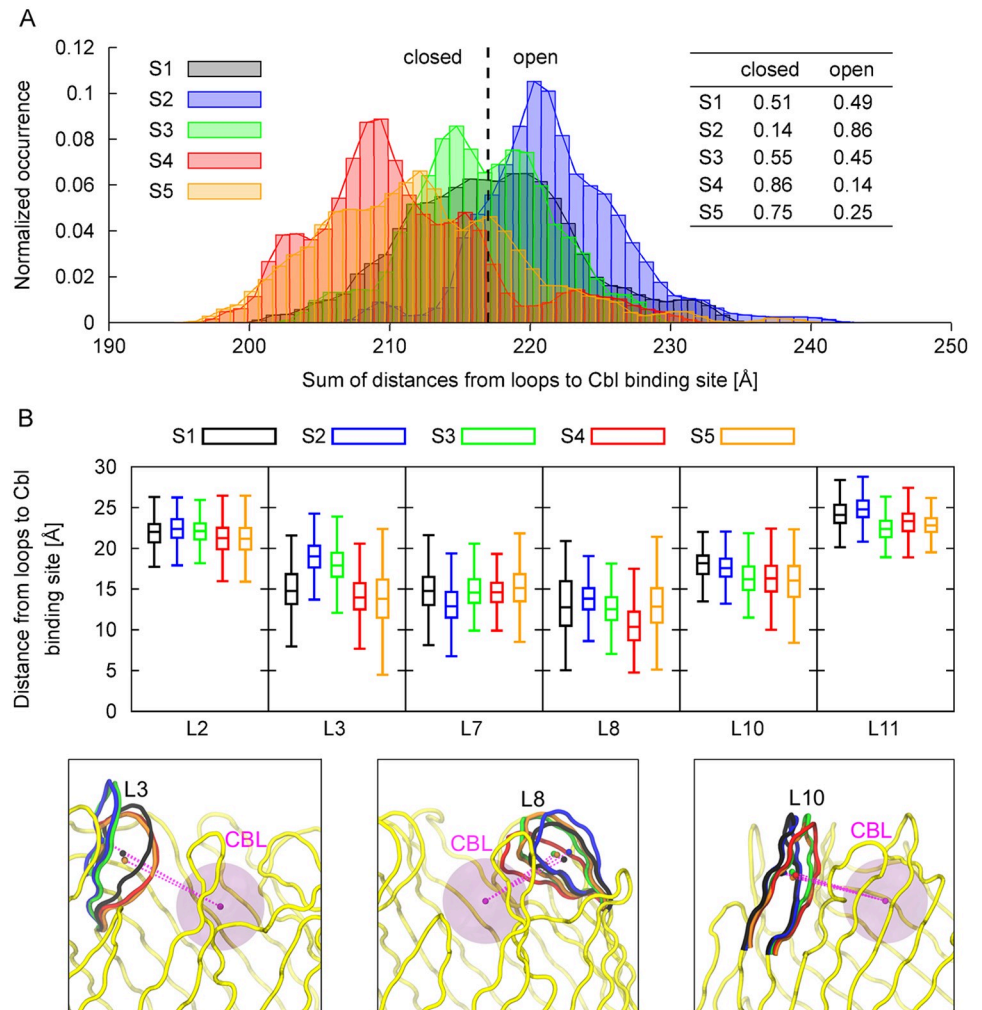 A
0.12
0.1
0.08
0.06
0.04
0.02
0
Normalized occurrence
S1
S2
S3
S4
S5
closed
open
closed open
S1 0.51 0.49
S2 0.14 0.86
S3 0.55 0.45
S4 0.86 0.14
S5 0.75 0.25
190 200 210 220 230 240 250
Sum of distances from loops to Cbl binding site [Å]
B
S1 S2 S3 S4 S5
30
25
20
15
10
5
0
Distance from loops to Cbl
binding site [Å]
L2 L3 L7 L8 L10 L11
L3
CBL
L8
CBL
L10
CBL